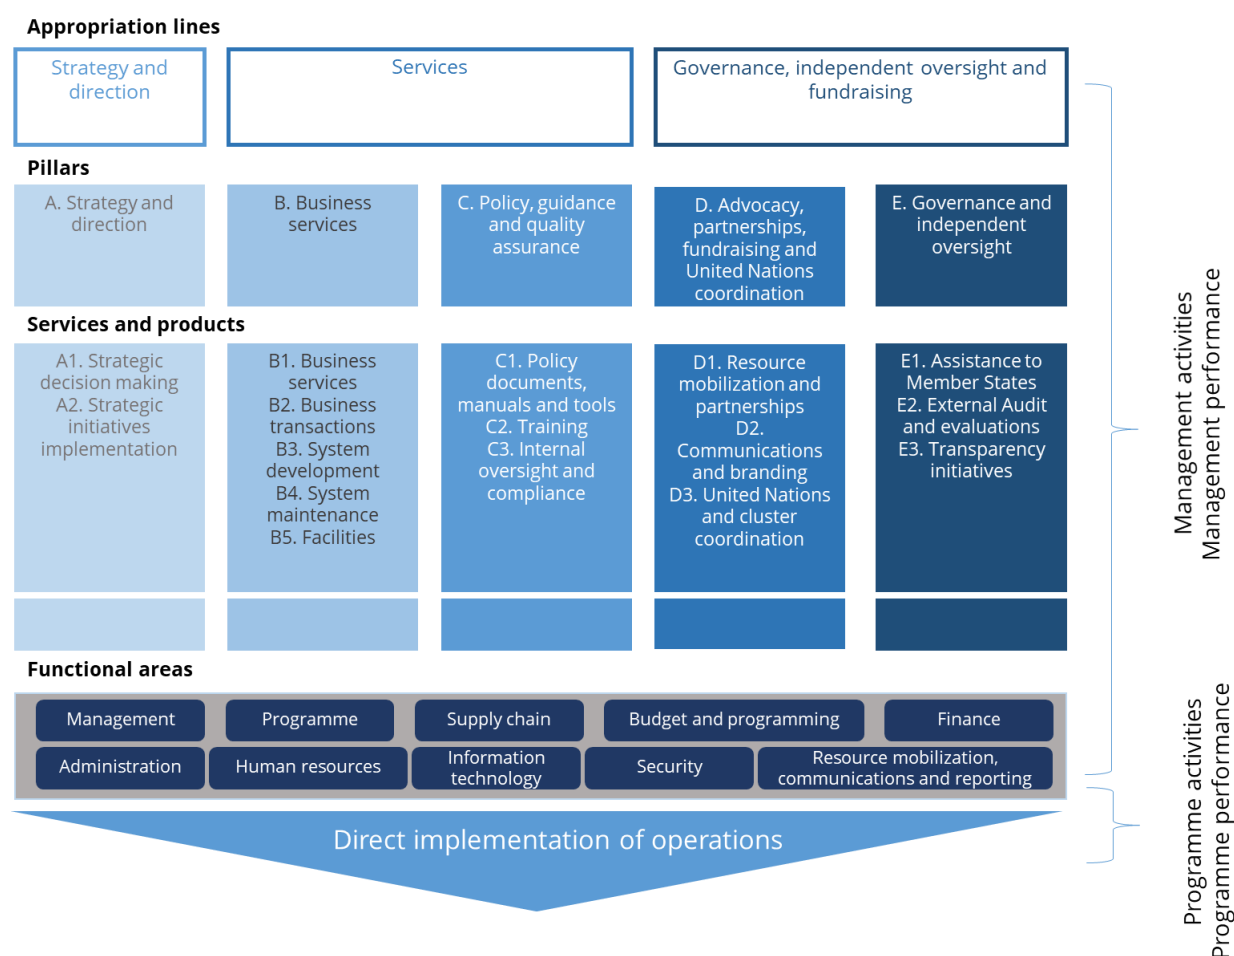 Appropriation lines
Strategy and
direction
Services
Governance, independent oversight and
fundraising
Pillars
A. Strategy and
direction
B. Business
services
C. Policy, guidance
and quality
assurance
D. Advocacy,
partnerships,
fundraising and
United Nations
coordination
E. Governance and
independent
oversight
Services and products
A1. Strategic
decision making
A2. Strategic
initiatives
implementation
B1. Business
services
B2. Business
transactions
B3. System
development
B4. System
maintenance
B5. Facilities
C1. Policy
documents,
manuals and tools
C2. Training
C3. Internal
oversight and
compliance
D1. Resource
mobilization and
partnerships
D2.
Communications
and branding
D3. United Nations
and cluster
coordination
E1. Assistance to
Member States
E2. External Audit
and evaluations
E3. Transparency
initiatives
Management activities
Management performance
Functional areas
Management
Programme
Supply chain
Budget and programming
Finance
Administration
Human resources
Information
technology
Security
Resource mobilization,
communications and reporting
Direct implementation of operations
Programme activities
Programme performance